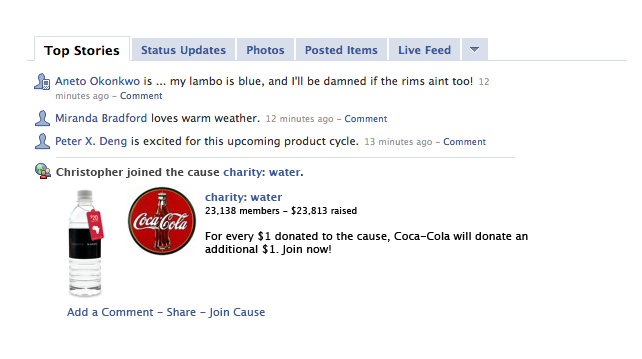 Top Stories Status Updates Photos Posted Items Live Feed
Aneto Okonkwo is ... my lambo is blue, and I'll be damned if the rims aint too! 12
minutes ago – Comment
Miranda Bradford loves warm weather. 12 minutes ago – Comment
Peter X. Deng is excited for this upcoming product cycle. 13 minutes ago – Comment
Christopher joined the cause charity: water.
$20
Coca-Cola
charity: water
23,138 members – $23,813 raised
For every $1 donated to the cause, Coca-Cola will donate an
additional $1. Join now!
Add a Comment – Share – Join Cause